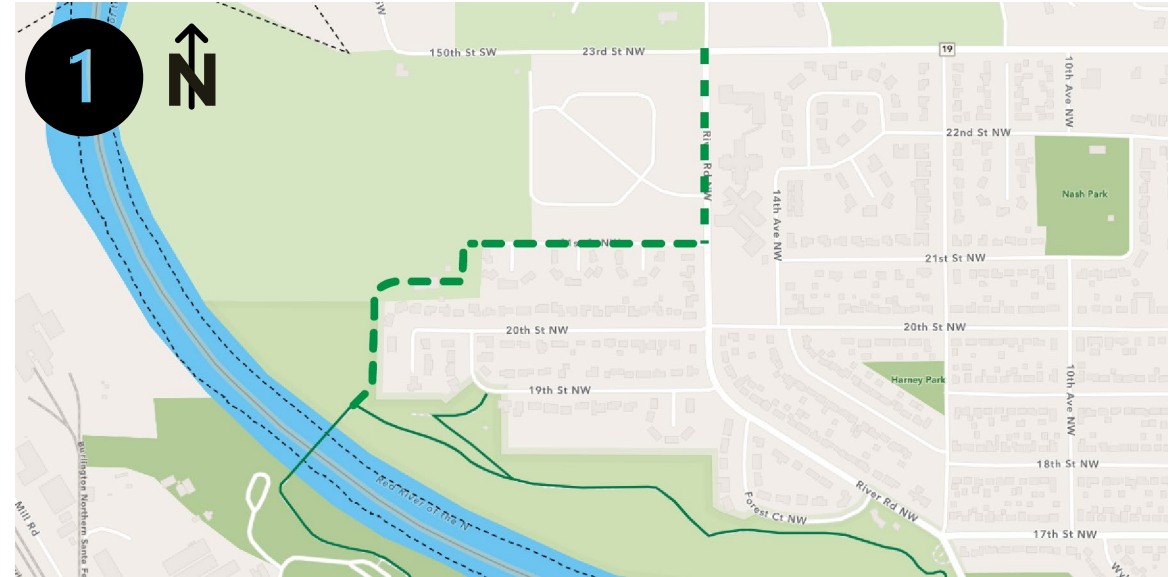 1
N
150th St SW
23rd St NW
19
10th Ave NW
22nd St NW
River Rd NW
Nash Park
14th Ave NW
21st St NW
20th St NW
20th St NW
Harney Park
19th St NW
10th Ave NW
18th St NW
Burlington Northern Santa Fe
Red River of the N
River Rd NW
Forest Ct NW
Mill Rd
17th St NW